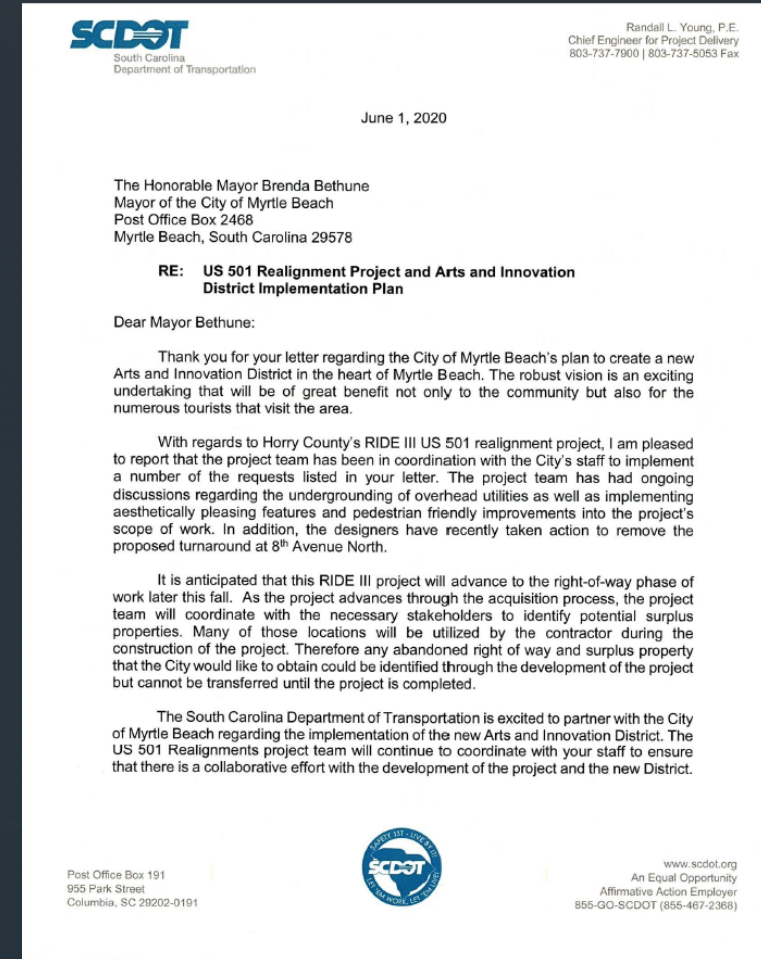 SCDOT
South Carolina
Department of Transportation
Randall L. Young, P.E.
Chief Engineer for Project Delivery
803-737-7900 | 803-737-5053 Fax
June 1, 2020
The Honorable Mayor Brenda Bethune
Mayor of the City of Myrtle Beach
Post Office Box 2468
Myrtle Beach, South Carolina 29578
RE: US 501 Realignment Project and Arts and Innovation
District Implementation Plan
Dear Mayor Bethune:
Thank you for your letter regarding the City of Myrtle Beach's plan to create a new
Arts and Innovation District in the heart of Myrtle Beach. The robust vision is an exciting
undertaking that will be of great benefit not only to the community but also for the
numerous tourists that visit the area.
With regards to Horry County's RIDE III US 501 realignment project, I am pleased
to report that the project team has been in coordination with the City's staff to implement
a number of the requests listed in your letter. The project team has had ongoing
discussions regarding the undergrounding of overhead utilities as well as implementing
aesthetically pleasing features and pedestrian friendly improvements into the project's
scope of work. In addition, the designers have recently taken action to remove the
proposed turnaround at 8th Avenue North.
It is anticipated that this RIDE III project will advance to the right-of-way phase of
work later this fall. As the project advances through the acquisition process, the project
team will coordinate with the necessary stakeholders to identify potential surplus
properties. Many of those locations will be utilized by the contractor during the
construction of the project. Therefore any abandoned right of way and surplus property
that the City would like to obtain could be identified through the development of the project
but cannot be transferred until the project is completed.
The South Carolina Department of Transportation is excited to partner with the City
of Myrtle Beach regarding the implementation of the new Arts and Innovation District. The
US 501 Realignments project team will continue to coordinate with your staff to ensure
that there is a collaborative effort with the development of the project and the new District.
Post Office Box 191
955 Park Street
Columbia, SC 29202-0191
SAFETY 1ST - LIVE BY IT!
SCDOT
LET 'EM WORK, LET 'EM LIVE!
www.scdot.org
An Equal Opportunity
Affirmative Action Employer
855-GO-SCDOT (855-467-2368)